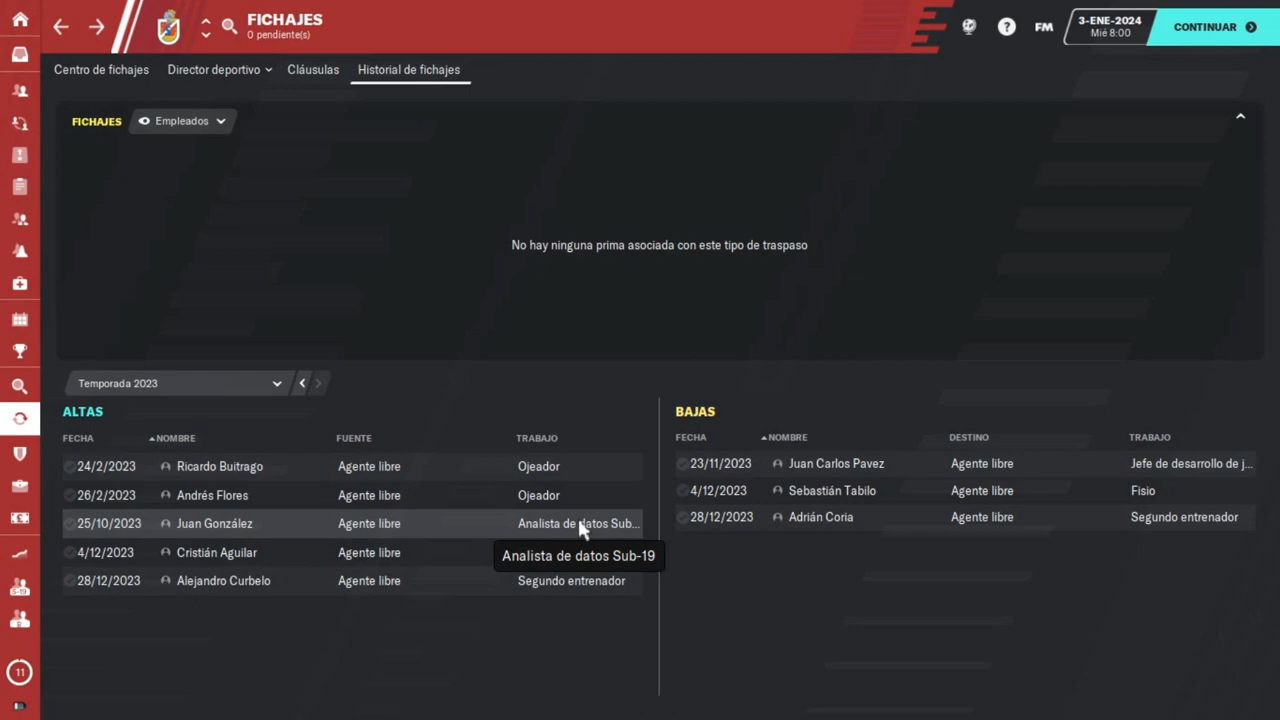 FICHAJES
0 pendiente(s)
FM
3-ENE-2024
Mié 8:00
CONTINUAR
Centro de fichajes
Director deportivo
Cláusulas
Historial de fichajes
FICHAJES
Empleados
No hay ninguna prima asociada con este tipo de traspaso
Temporada 2023
ALTAS
FECHA NOMBRE FUENTE TRABAJO
24/2/2023 Ricardo Buitrago Agente libre Ojeador
26/2/2023 Andrés Flores Agente libre Ojeador
25/10/2023 Juan González Agente libre Analista de datos Sub...
4/12/2023 Cristián Aguilar Agente libre
Analista de datos Sub-19
28/12/2023 Alejandro Curbelo Agente libre Segundo entrenador
BAJAS
FECHA NOMBRE DESTINO TRABAJO
23/11/2023 Juan Carlos Pavez Agente libre Jefe de desarrollo de j...
4/12/2023 Sebastián Tabilo Agente libre Fisio
28/12/2023 Adrián Coria Agente libre Segundo entrenador
S-19
11